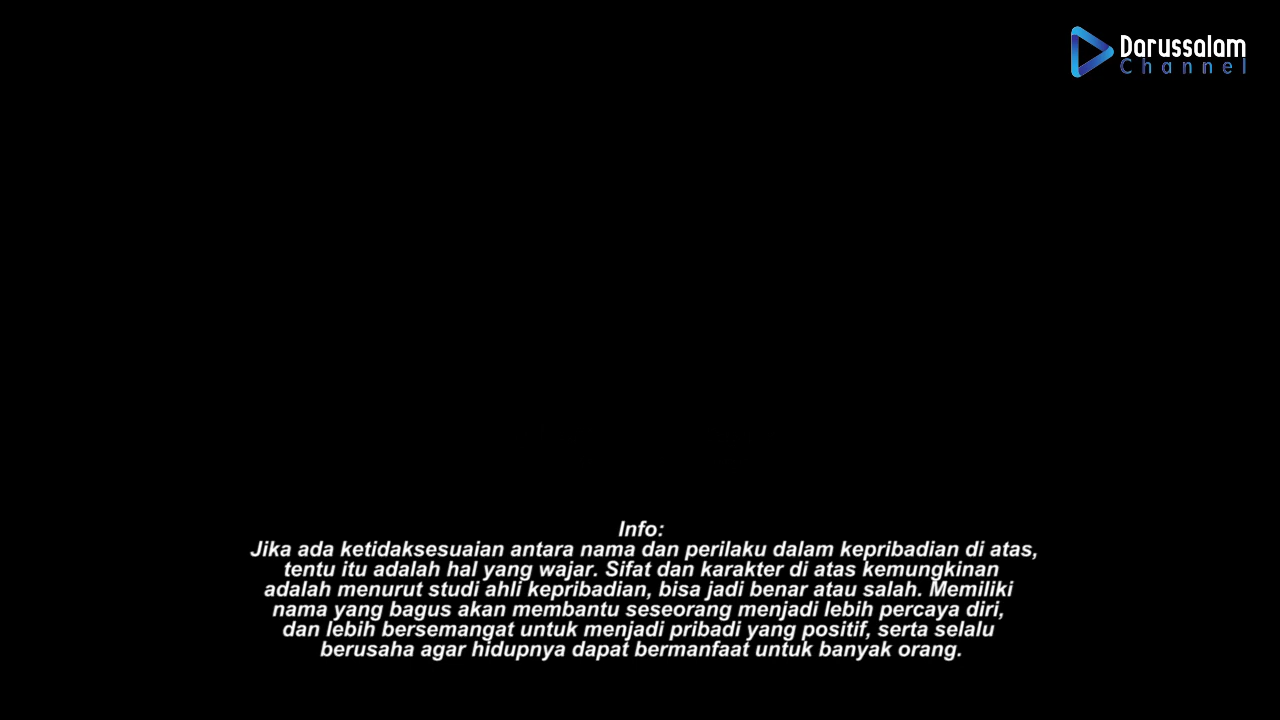 Darussalam
Channel
Info:
Jika ada ketidaksesuaian antara nama dan perilaku dalam kepribadian di atas,
tentu itu adalah hal yang wajar. Sifat dan karakter di atas kemungkinan
adalah menurut studi ahli kepribadian, bisa jadi benar atau salah. Memiliki
nama yang bagus akan membantu seseorang menjadi lebih percaya diri,
dan lebih bersemangat untuk menjadi pribadi yang positif, serta selalu
berusaha agar hidupnya dapat bermanfaat untuk banyak orang.